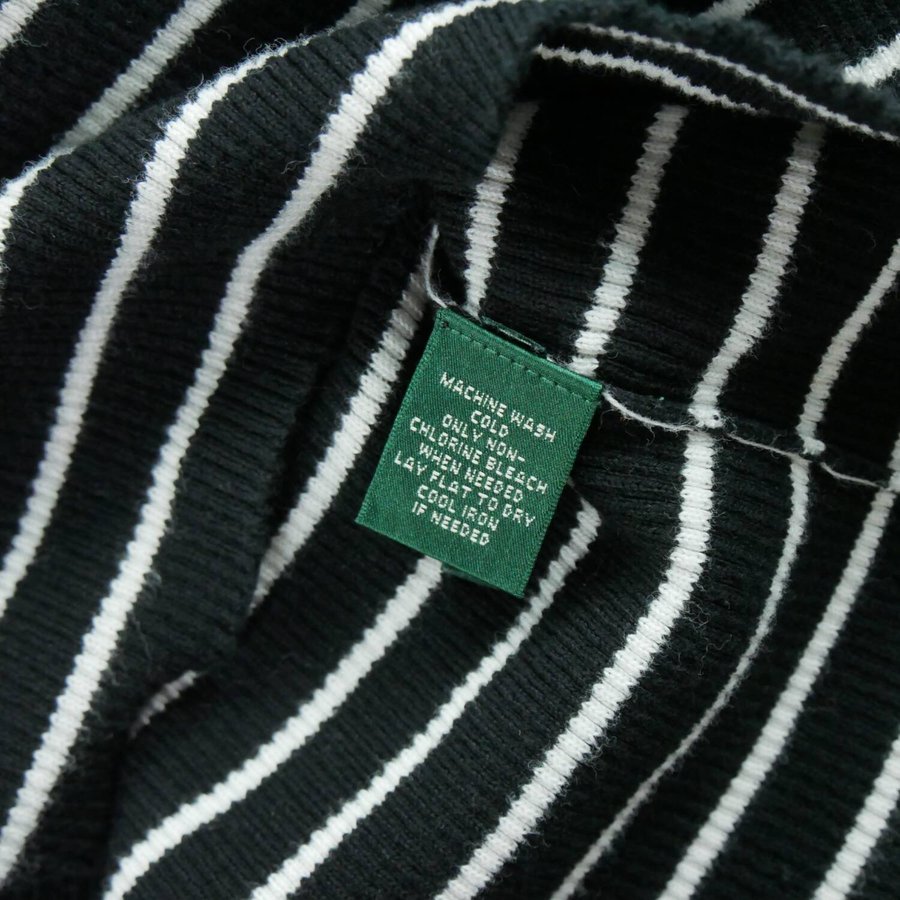 MACHINE WASH
COLD
ONLY NON-
CHLORINE BLEACH
WHEN NEEDED
LAY FLAT TO DRY
COOL IRON
IF NEEDED